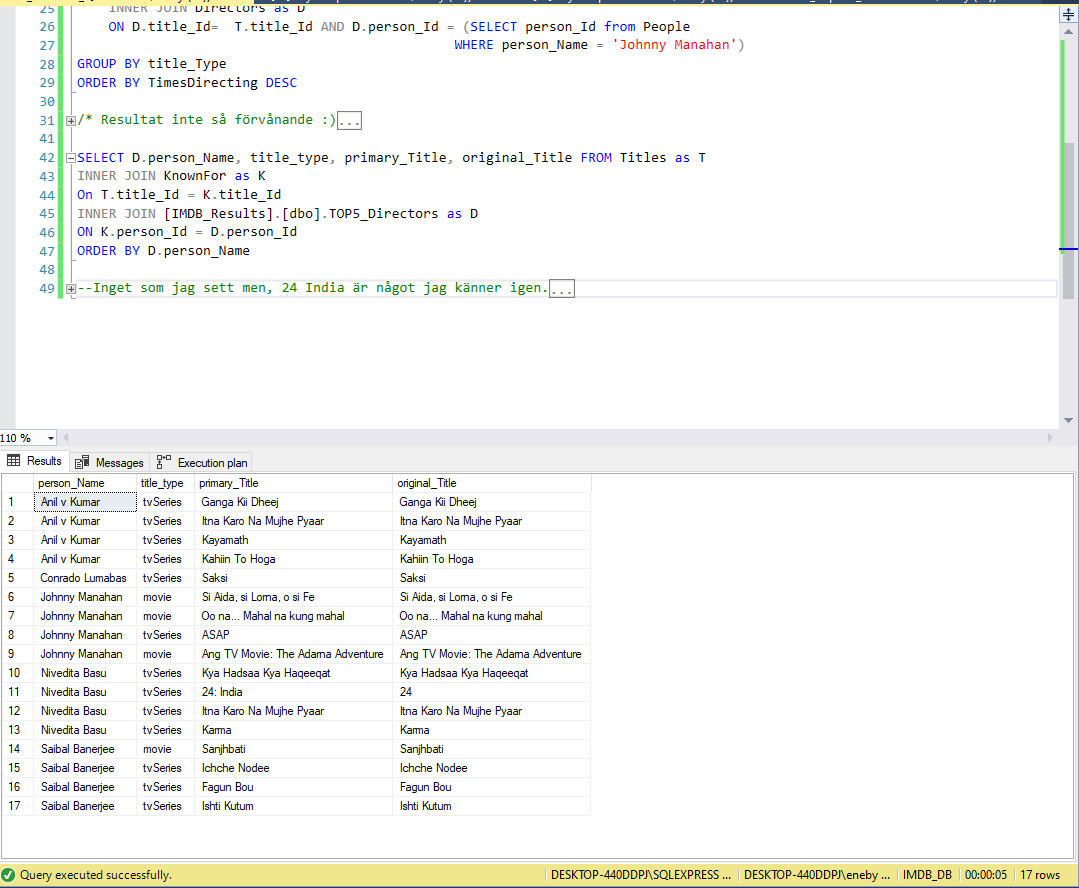 25 INNER JOIN Directors as D
26 ON D.title_Id= T.title_Id AND D.person_Id = (SELECT person_Id from People
27 WHERE person_Name = 'Johnny Manahan')
28 GROUP BY title_Type
29 ORDER BY TimesDirecting DESC
30
31 /* Resultat inte så förvånande :)...
41
42 SELECT D.person_Name, title_type, primary_Title, original_Title FROM Titles as T
43 INNER JOIN KnownFor as K
44 On T.title_Id = K.title_Id
45 INNER JOIN [IMDB_Results].[dbo].TOP5_Directors as D
46 ON K.person_Id = D.person_Id
47 ORDER BY D.person_Name
48
49 --Inget som jag sett men, 24 India är något jag känner igen....
110 %
Results Messages Execution plan
person_Name title_type primary_Title original_Title
1 Anil v Kumar tvSeries Ganga Kii Dheej Ganga Kii Dheej
2 Anil v Kumar tvSeries Itna Karo Na Mujhe Pyaar Itna Karo Na Mujhe Pyaar
3 Anil v Kumar tvSeries Kayamath Kayamath
4 Anil v Kumar tvSeries Kahiin To Hoga Kahiin To Hoga
5 Conrado Lumabas tvSeries Saksi Saksi
6 Johnny Manahan movie Si Aida, si Lorna, o si Fe Si Aida, si Lorna, o si Fe
7 Johnny Manahan movie Oo na... Mahal na kung mahal Oo na... Mahal na kung mahal
8 Johnny Manahan tvSeries ASAP ASAP
9 Johnny Manahan movie Ang TV Movie: The Adarna Adventure Ang TV Movie: The Adarna Adventure
10 Nivedita Basu tvSeries Kya Hadsaa Kya Haqeeqat Kya Hadsaa Kya Haqeeqat
11 Nivedita Basu tvSeries 24: India 24
12 Nivedita Basu tvSeries Itna Karo Na Mujhe Pyaar Itna Karo Na Mujhe Pyaar
13 Nivedita Basu tvSeries Karma Karma
14 Saibal Banerjee movie Sanjhbati Sanjhbati
15 Saibal Banerjee tvSeries Ichche Nodee Ichche Nodee
16 Saibal Banerjee tvSeries Fagun Bou Fagun Bou
17 Saibal Banerjee tvSeries Ishti Kutum Ishti Kutum
Query executed successfully. DESKTOP-440DDPJ\SQLEXPRESS ... DESKTOP-440DDPJ\eneby ... IMDB_DB 00:00:05 17 rows